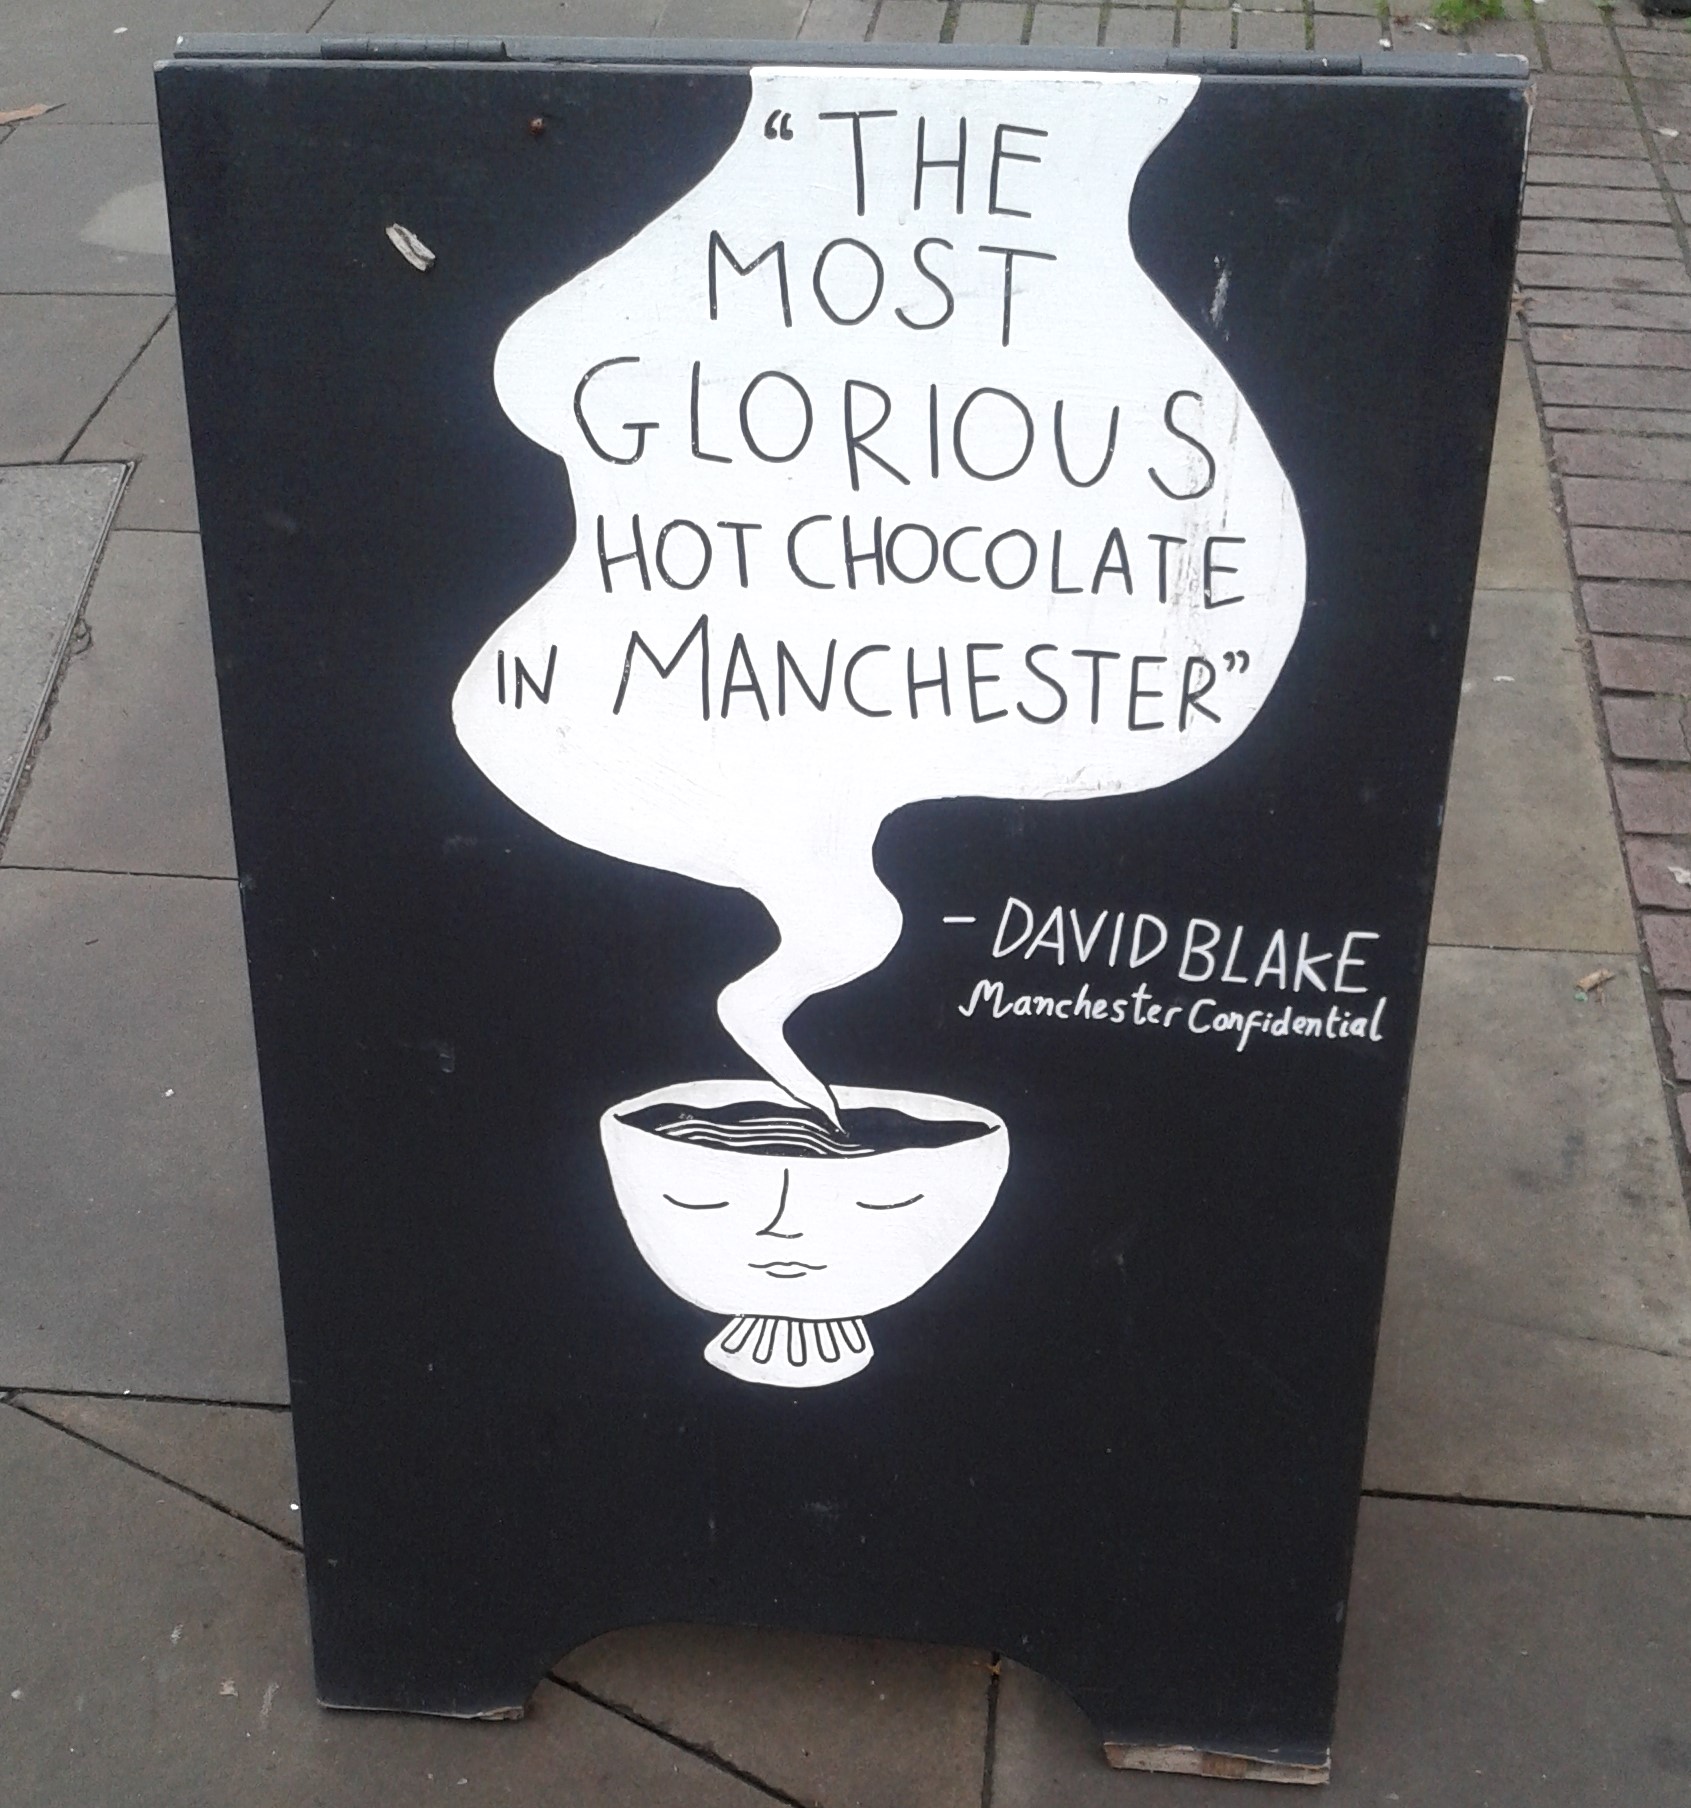 “THE
MOST
GLORIOUS
HOT CHOCOLATE
IN MANCHESTER”
- DAVID BLAKE
Manchester Confidential